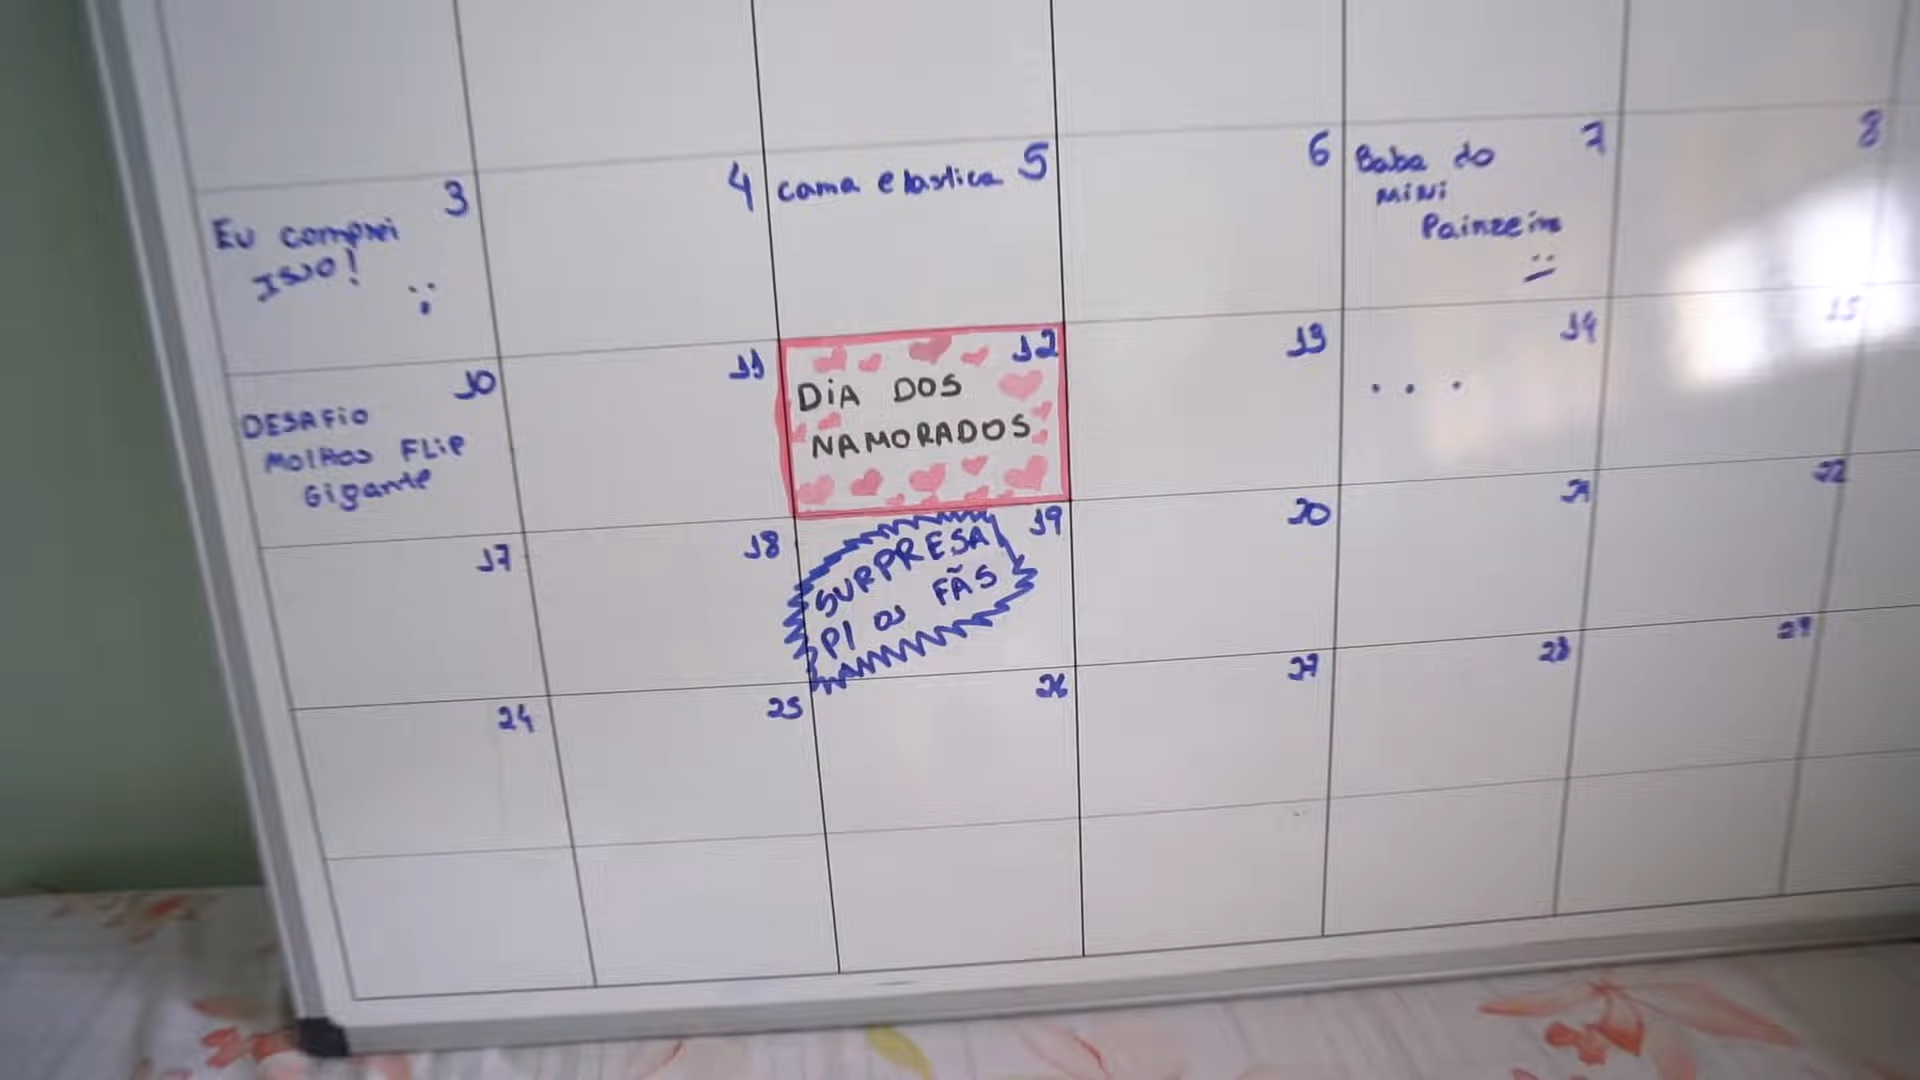 3
Eu comprei
ISSO!
4
cama elastica 5
6
Baba do 7
mini
Painzeiro
8
10
DESAFIO
Molhos FLip
Gigante
11
12
DiA DOS
NAMORADOS
13
14
. . .
15
17
18
19
SURPRESA
P/ os FÃS
20
21
22
24
25
26
27
28
29